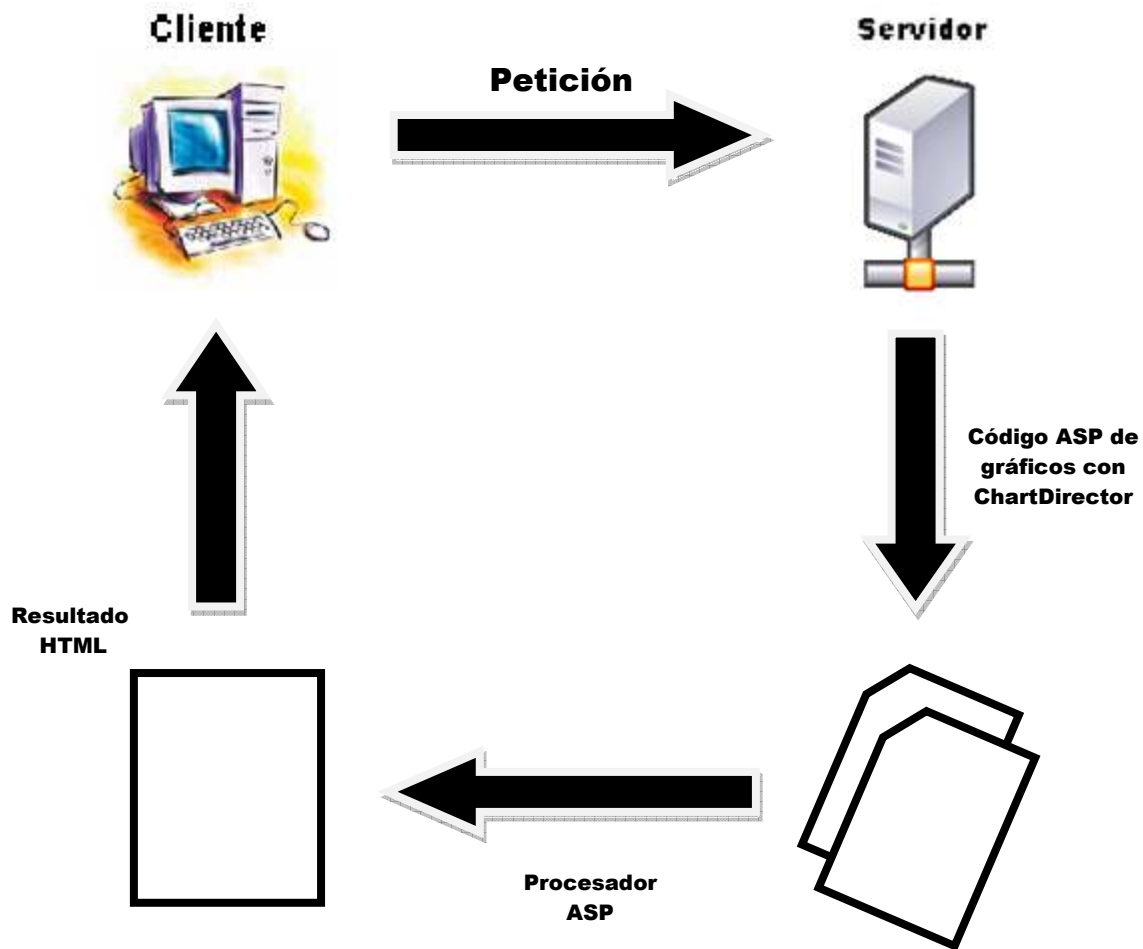 Cliente
Servidor
Petición
Código ASP de
gráficos con
ChartDirector
Resultado
HTML
Procesador
ASP